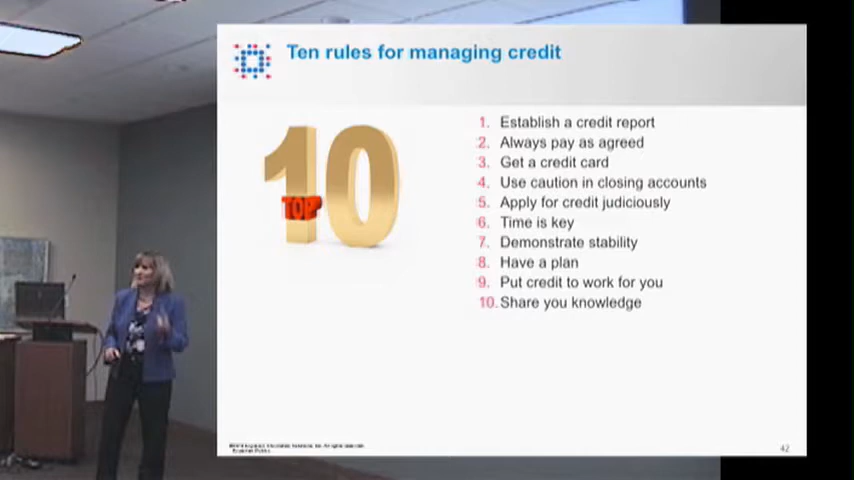 Ten rules for managing credit
TOP
10
1. Establish a credit report
2. Always pay as agreed
3. Get a credit card
4. Use caution in closing accounts
5. Apply for credit judiciously
6. Time is key
7. Demonstrate stability
8. Have a plan
9. Put credit to work for you
10. Share you knowledge
Experian Public.
42